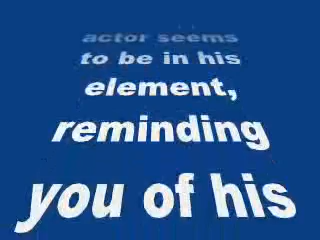 actor seems
to be in his
element,
reminding
you of his